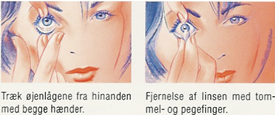 Træk øjenlågene fra hinanden
med begge hænder.
Fjernelse af linsen med tom-
mel- og pegefinger.